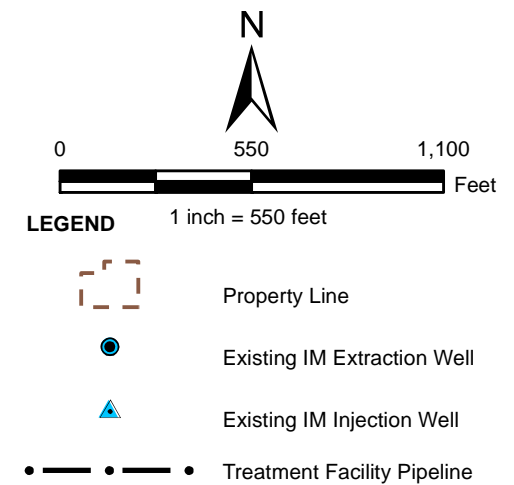 N
0 550 1,100
Feet
LEGEND 1 inch = 550 feet
Property Line
Existing IM Extraction Well
Existing IM Injection Well
Treatment Facility Pipeline